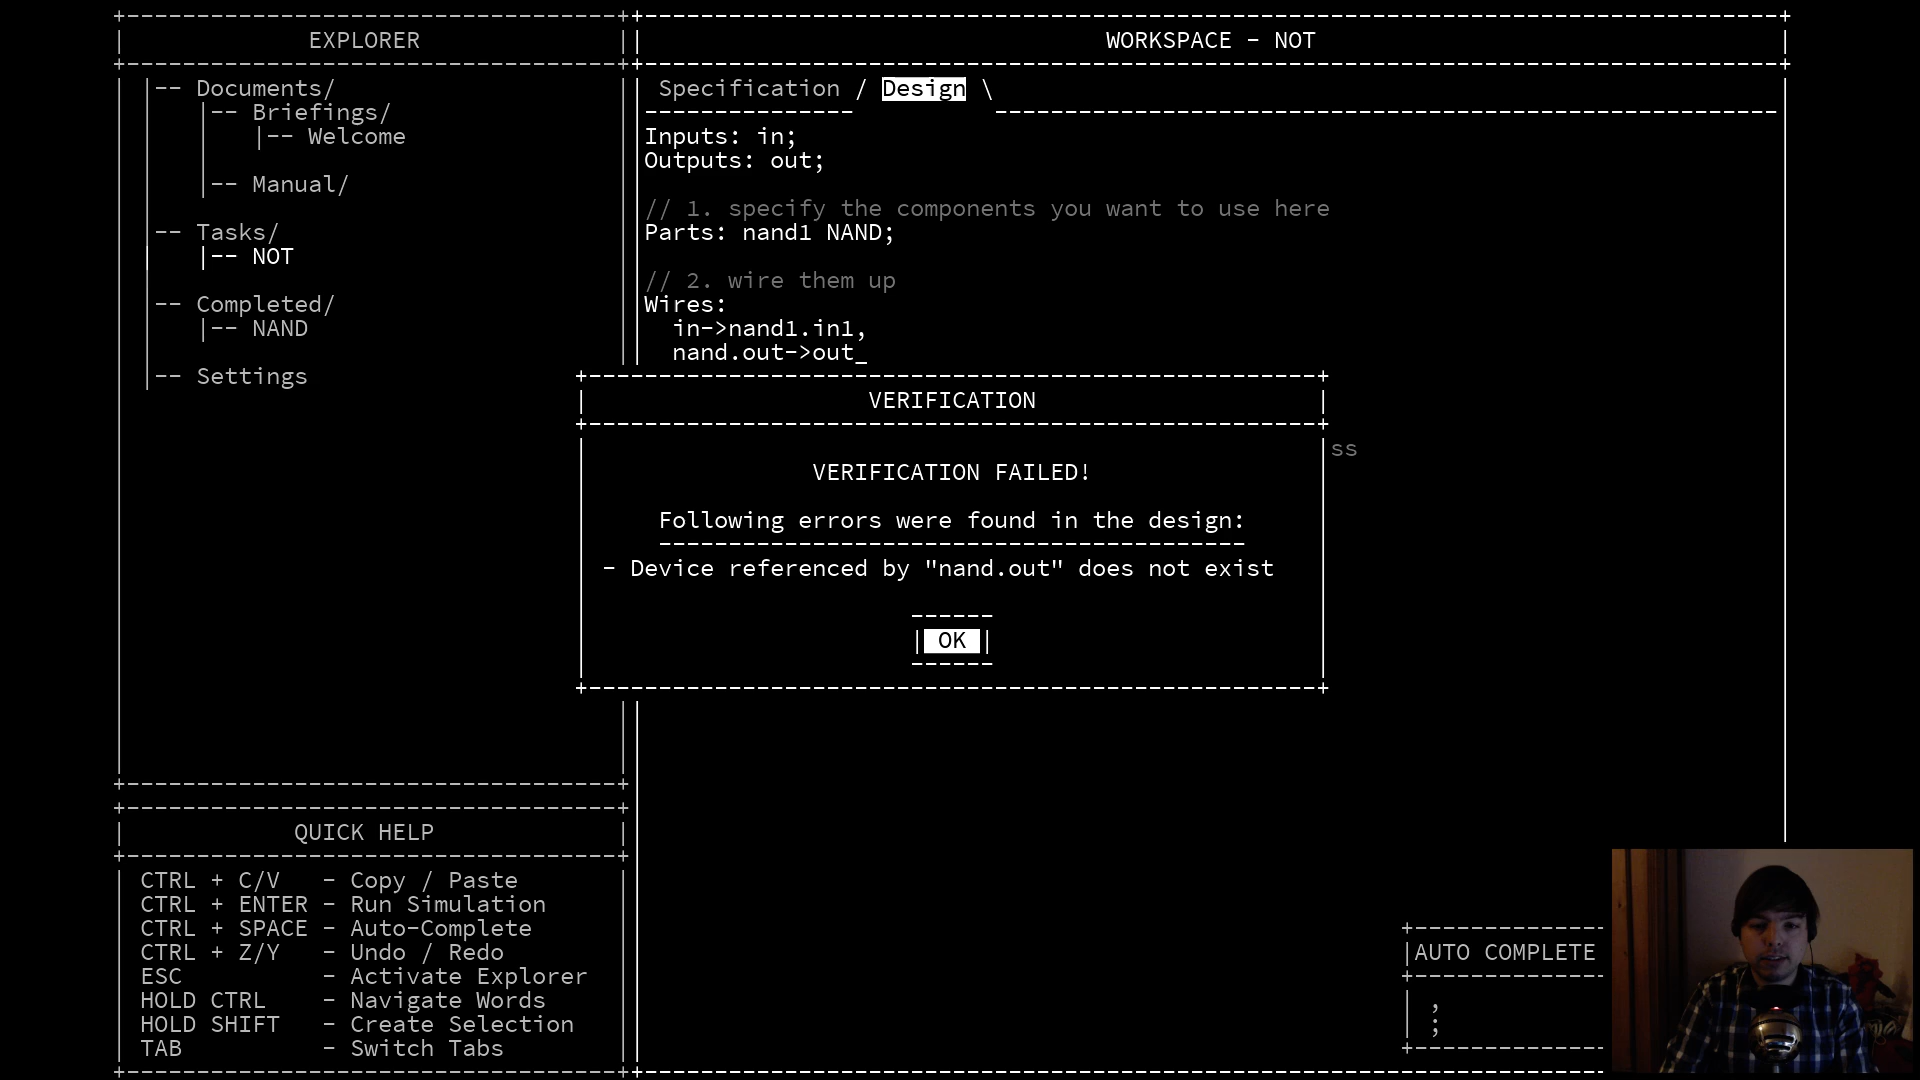 EXPLORER
-- Documents/
-- Briefings/
-- Welcome
-- Manual/
-- Tasks/
-- NOT
-- Completed/
-- NAND
-- Settings
QUICK HELP
CTRL + C/V - Copy / Paste
CTRL + ENTER - Run Simulation
CTRL + SPACE - Auto-Complete
CTRL + Z/Y - Undo / Redo
ESC - Activate Explorer
HOLD CTRL - Navigate Words
HOLD SHIFT - Create Selection
TAB - Switch Tabs
WORKSPACE - NOT
Specification / Design \
Inputs: in;
Outputs: out;
// 1. specify the components you want to use here
Parts: nand1 NAND;
// 2. wire them up
Wires:
in->nand1.in1,
nand.out->out_
ss
VERIFICATION
VERIFICATION FAILED!
Following errors were found in the design:
- Device referenced by "nand.out" does not exist
OK
AUTO COMPLETE
,
;